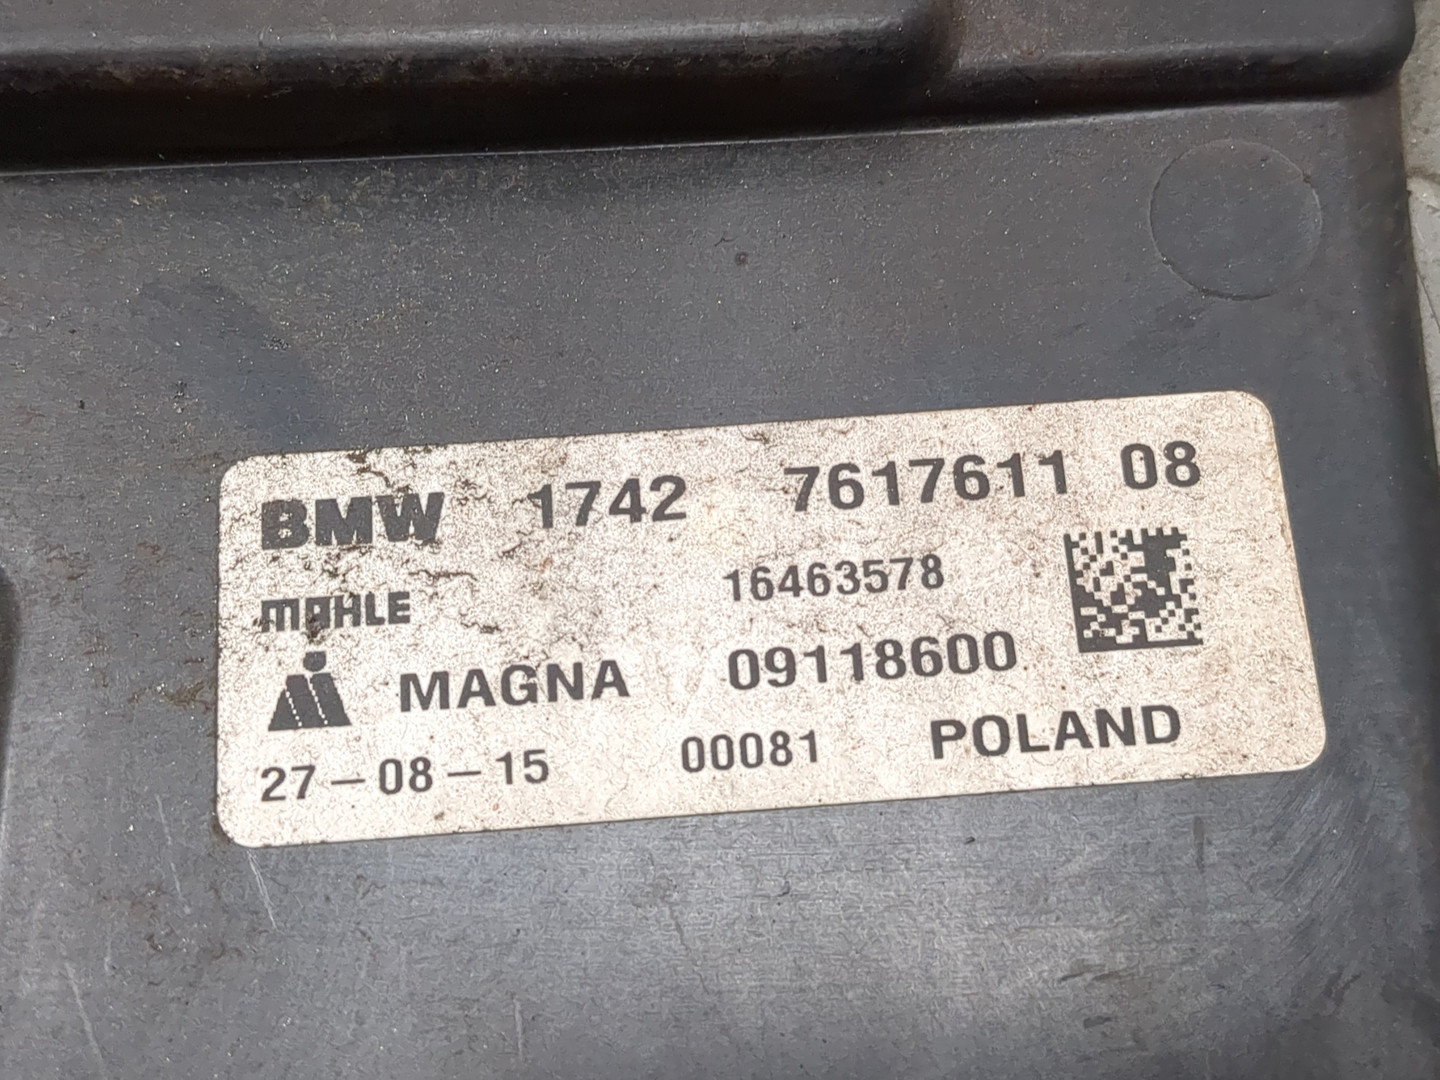 BMW 1742 7617611 08
MAHLE 16463578
MAGNA 09118600
27-08-15 00081 POLAND